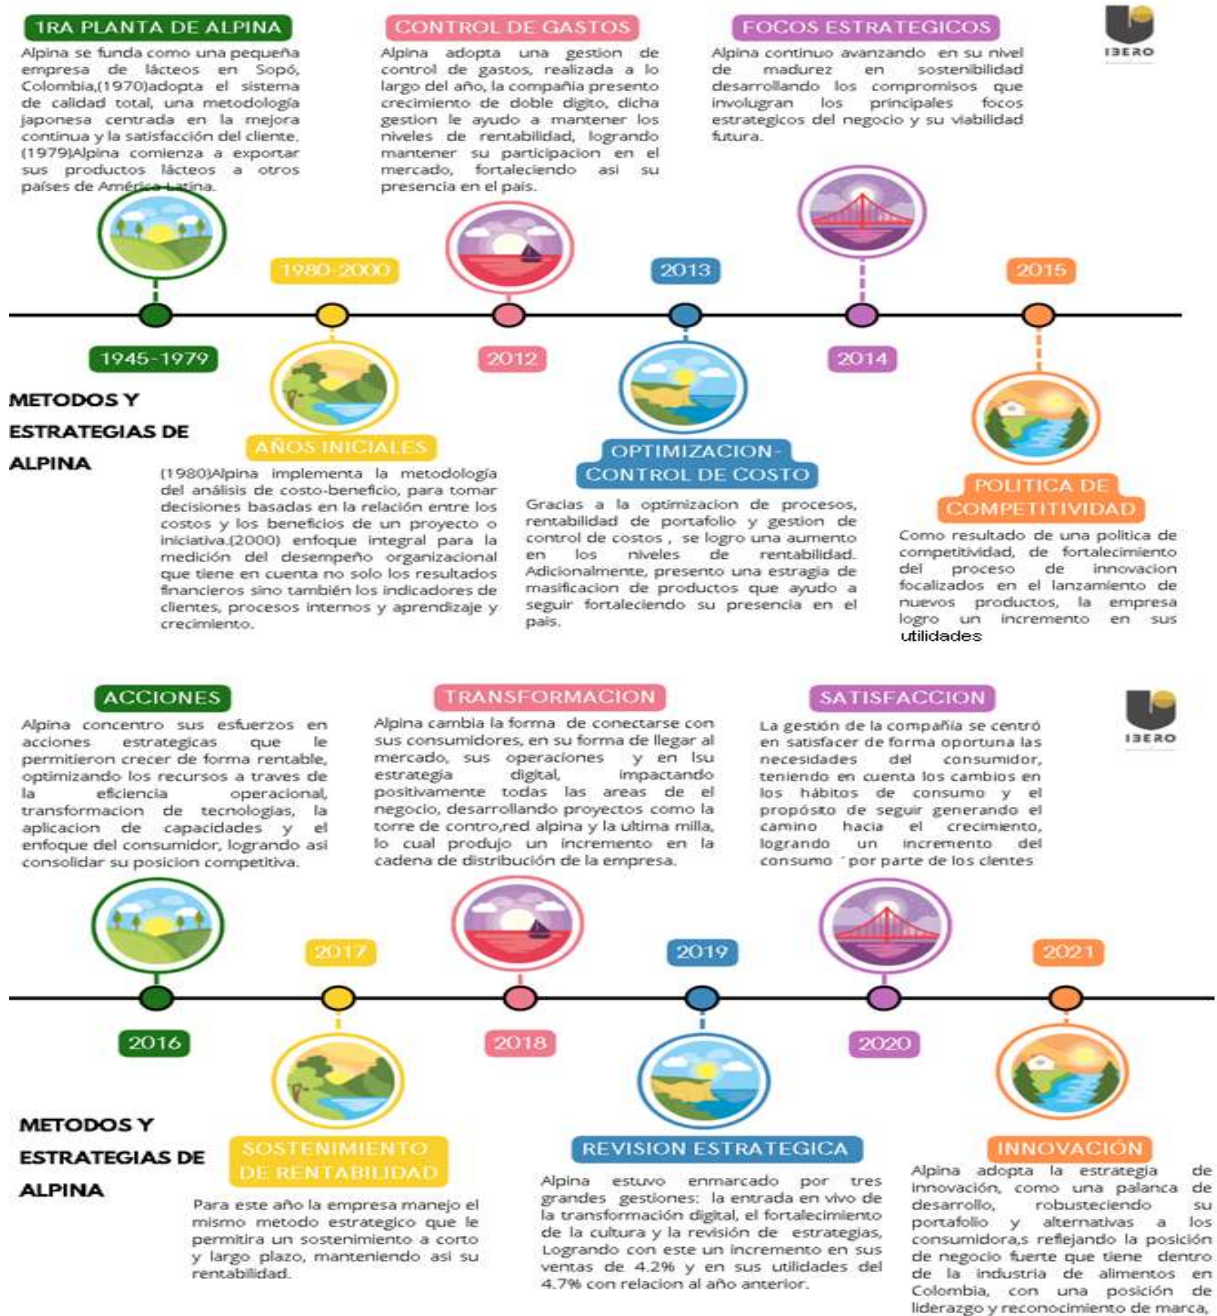 1RA PLANTA DE ALPINA
Alpina se funda como una pequeña
empresa de lácteos en Sopó,
Colombia,(1970)adopta el sistema
de calidad total, una metodología
japonesa centrada en la mejora
continua y la satisfacción del cliente.
(1979)Alpina comienza a exportar
sus productos lácteos a otros
países de América Latina.
CONTROL DE GASTOS
Alpina adopta una gestion de
control de gastos, realizada a lo
largo del año, la compañia presento
crecimiento de doble digito, dicha
gestion le ayudo a mantener los
niveles de rentabilidad, logrando
mantener su participacion en el
mercado, fortaleciendo asi su
presencia en el pais.
FOCOS ESTRATEGICOS
Alpina continuo avanzando en su nivel
de madurez en sostenibilidad
desarrollando los compromisos que
involugran los principales focos
estrategicos del negocio y su viabilidad
futura.
IBERO
1980-2000
2013
2015
1945-1979
2012
2014
METODOS Y
ESTRATEGIAS DE
ALPINA
AÑOS INICIALES
(1980)Alpina implementa la metodología
del análisis de costo-beneficio, para tomar
decisiones basadas en la relación entre los
costos y los beneficios de un proyecto o
iniciativa.(2000) enfoque integral para la
medición del desempeño organizacional
que tiene en cuenta no solo los resultados
financieros sino también los indicadores de
clientes, procesos internos y aprendizaje y
crecimiento.
OPTIMIZACION-
CONTROL DE COSTO
Gracias a la optimizacion de procesos,
rentabilidad de portafolio y gestion de
control de costos , se logro una aumento
en los niveles de rentabilidad.
Adicionalmente, presento una estragia de
masificacion de productos que ayudo a
seguir fortaleciendo su presencia en el
pais.
POLITICA DE
COMPETITIVIDAD
Como resultado de una politica de
competitividad, de fortalecimiento
del proceso de innovacion
focalizados en el lanzamiento de
nuevos productos, la empresa
logro un incremento en sus
utilidades
ACCIONES
Alpina concentro sus esfuerzos en
acciones estrategicas que le
permitieron crecer de forma rentable,
optimizando los recursos a traves de
la eficiencia operacional,
transformacion de tecnologias, la
aplicacion de capacidades y el
enfoque del consumidor, logrando asi
consolidar su posicion competitiva.
TRANSFORMACION
Alpina cambia la forma de conectarse con
sus consumidores, en su forma de llegar al
mercado, sus operaciones y en lsu
estrategia digital, impactando
positivamente todas las areas de el
negocio, desarrollando proyectos como la
torre de contro,red alpina y la ultima milla,
lo cual produjo un incremento en la
cadena de distribución de la empresa.
SATISFACCION
La gestión de la compañía se centró
en satisfacer de forma oportuna las
necesidades del consumidor,
teniendo en cuenta los cambios en
los hábitos de consumo y el
propósito de seguir generando el
camino hacia el crecimiento,
logrando un incremento del
consumo ´por parte de los clentes
IBERO
2017
2019
2021
2016
2018
2020
METODOS Y
ESTRATEGIAS DE
ALPINA
SOSTENIMIENTO
DE RENTABILIDAD
Para este año la empresa manejo el
mismo metodo estrategico que le
permitira un sostenimiento a corto
y largo plazo, manteniendo asi su
rentabilidad.
REVISION ESTRATEGICA
Alpina estuvo enmarcado por tres
grandes gestiones: la entrada en vivo de
la transformación digital, el fortalecimiento
de la cultura y la revisión de estrategias,
Logrando con este un incremento en sus
ventas de 4.2% y en sus utilidades del
4.7% con relacion al año anterior.
INNOVACIÓN
Alpina adopta la estrategia de
innovación, como una palanca de
desarrollo, robusteciendo su
portafolio y alternativas a los
consumidora,s reflejando la posición
de negocio fuerte que tiene dentro
de la industria de alimentos en
Colombia, con una posición de
liderazgo y reconocimiento de marca,